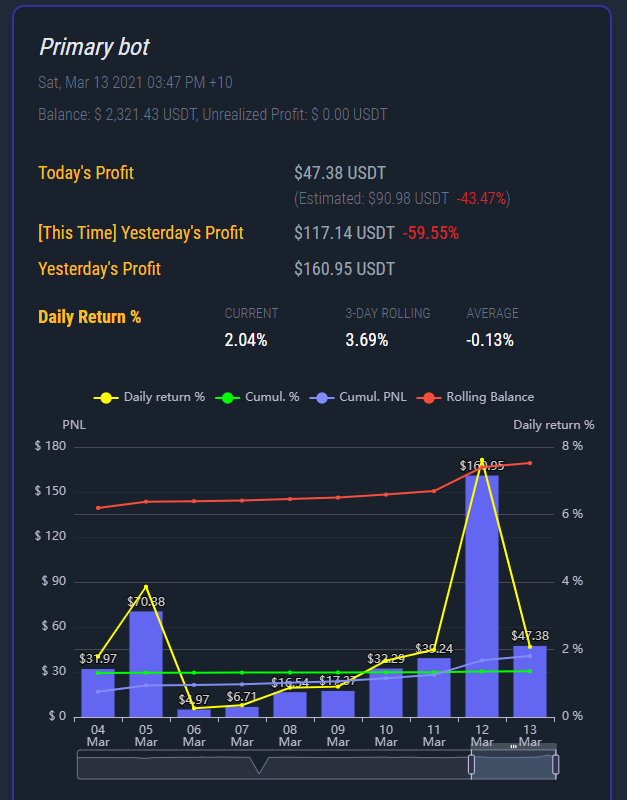 Primary bot
Sat, Mar 13 2021 03:47 PM +10
Balance: $ 2,321.43 USDT, Unrealized Profit: $ 0.00 USDT
Today's Profit $47.38 USDT
(Estimated: $90.98 USDT -43.47%)
[This Time] Yesterday's Profit $117.14 USDT -59.55%
Yesterday's Profit $160.95 USDT
Daily Return % CURRENT 3-DAY ROLLING AVERAGE
2.04% 3.69% -0.13%
Daily return % Cumul. % Cumul. PNL Rolling Balance
PNL Daily return %
$ 180 8 %
$160.95
$ 150
6 %
$ 120
$ 90 4 %
$70.38
$ 60
$47.38
2 %
$31.97 $32.29 $39.24
$ 30
$4.97 $6.71 $16.54 $17.27
$ 0 0 %
04 05 06 07 08 09 10 11 12 13
Mar Mar Mar Mar Mar Mar Mar Mar Mar Mar